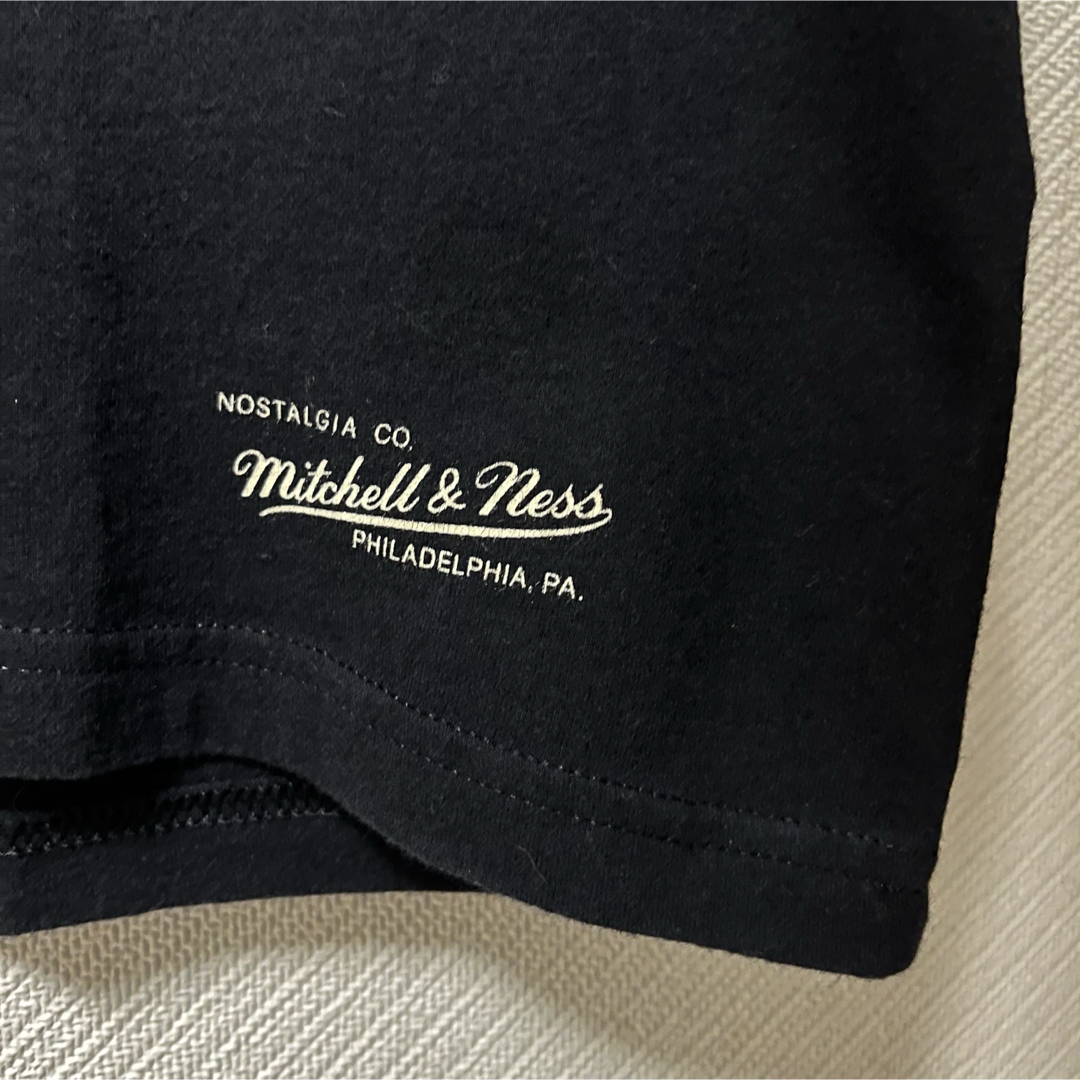 NOSTALGIA CO.
Mitchell & Ness
PHILADELPHIA, PA.